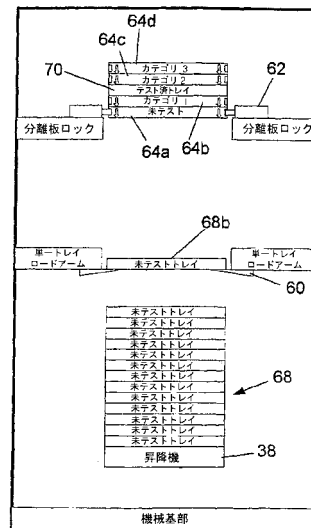 64d
64c
70
カテゴリ 3
カテゴリ 2
テスト済トレイ
カテゴリ 1
未テスト
62
分離板ロック
64a
64b
分離板ロック
68b
単一トレイ
ロードアーム
未テストトレイ
単一トレイ
ロードアーム
60
未テストトレイ
未テストトレイ
未テストトレイ
未テストトレイ
未テストトレイ
未テストトレイ
未テストトレイ
未テストトレイ
未テストトレイ
未テストトレイ
未テストトレイ
未テストトレイ
未テストトレイ
68
昇降機
38
機械基部